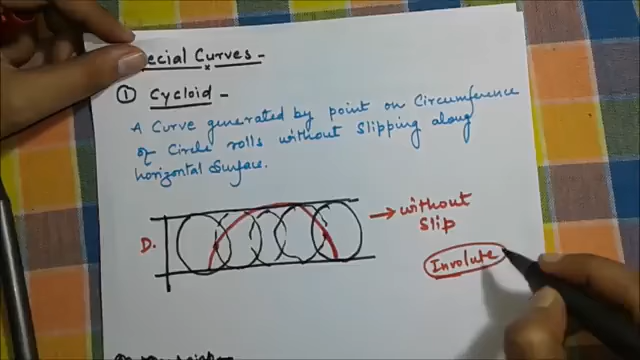 ecial Curves -
① Cycloid -
A Curve generated by point on Circumference
of Circle rolls without slipping along
horizontal Surface.
D.
without
slip
Involute